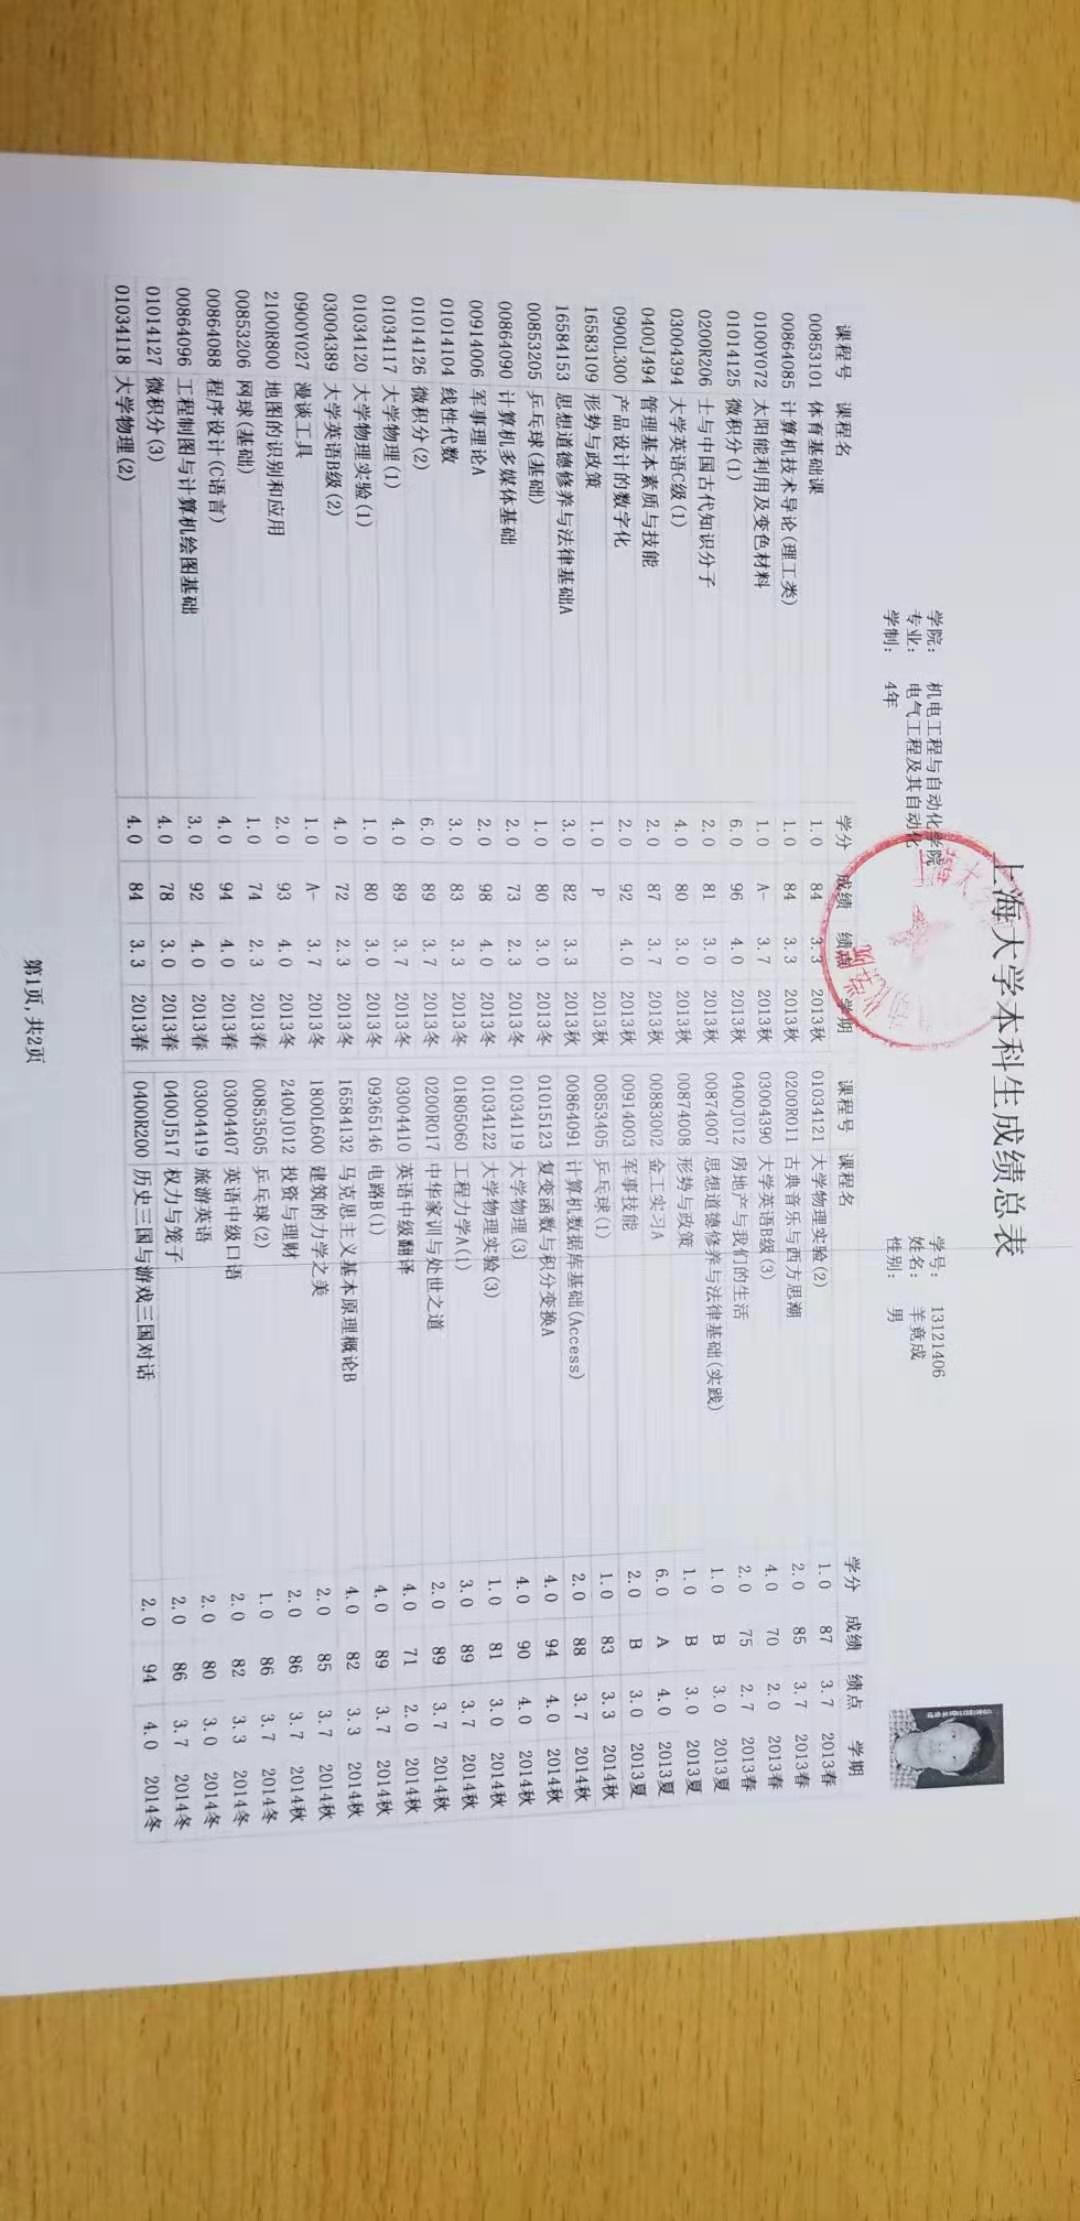 上海大学本科生成绩总表
学院： 机电工程与自动化学院 学号： 13121406
专业： 电气工程及其自动化 姓名： 羊竟成
学制： 4年 性别： 男
课程号 课程名 学分 成绩 绩点 学期 课程号 课程名 学分 成绩 绩点 学期
00853101 体育基础课 1.0 84 3.3 2013秋 01034121 大学物理实验(2) 1.0 87 3.7 2013春
00864085 计算机技术导论(理工类) 1.0 84 3.3 2013秋 0200R011 古典音乐与西方思潮 2.0 85 3.7 2013春
0100Y072 太阳能利用及变色材料 1.0 A- 3.7 2013秋 03004390 大学英语B级(3) 4.0 70 2.0 2013春
01014125 微积分(1) 6.0 96 4.0 2013秋 0400J012 房地产与我们的生活 2.0 75 2.7 2013春
0200R206 士与中国古代知识分子 2.0 81 3.0 2013秋 00874007 思想道德修养与法律基础(实践) 1.0 B 3.0 2013夏
03004394 大学英语C级(1) 4.0 80 3.0 2013秋 00874008 形势与政策 1.0 B 3.0 2013夏
0400J494 管理基本素质与技能 2.0 87 3.7 2013秋 00883002 金工实习A 6.0 A 4.0 2013夏
0900L300 产品设计的数字化 2.0 92 4.0 2013秋 00914003 军事技能 2.0 B 3.0 2013夏
16583109 形势与政策 1.0 P 2013秋 00853405 乒乓球(1) 1.0 83 3.3 2014秋
16584153 思想道德修养与法律基础A 3.0 82 3.3 2013秋 00864091 计算机数据库基础(Access) 2.0 88 3.7 2014秋
00853205 乒乓球(基础) 1.0 80 3.0 2013冬 01015123 复变函数与积分变换A 4.0 94 4.0 2014秋
00864090 计算机多媒体基础 2.0 73 2.3 2013冬 01034119 大学物理(3) 4.0 90 4.0 2014秋
00914006 军事理论A 2.0 98 4.0 2013冬 01034122 大学物理实验(3) 1.0 81 3.0 2014秋
01014104 线性代数 3.0 83 3.3 2013冬 01805060 工程力学A(1) 3.0 89 3.7 2014秋
01014126 微积分(2) 6.0 89 3.7 2013冬 0200R017 中华家训与处世之道 2.0 89 3.7 2014秋
01034117 大学物理(1) 4.0 89 3.7 2013冬 03004410 英语中级翻译 4.0 71 2.0 2014秋
01034120 大学物理实验(1) 1.0 80 3.0 2013冬 09365146 电路B(1) 4.0 89 3.7 2014秋
03004389 大学英语B级(2) 4.0 72 2.3 2013冬 16584132 马克思主义基本原理概论B 4.0 82 3.3 2014秋
0900Y027 漫谈工具 1.0 A- 3.7 2013冬 1800L600 建筑的力学之美 2.0 85 3.7 2014秋
2100R800 地图的识别和应用 2.0 93 4.0 2013冬 2400J012 投资与理财 2.0 86 3.7 2014秋
00853206 网球(基础) 1.0 74 2.3 2013春 00853505 乒乓球(2) 1.0 86 3.7 2014冬
00864088 程序设计(C语言) 4.0 94 4.0 2013春 03004407 英语中级口语 2.0 82 3.3 2014冬
00864096 工程制图与计算机绘图基础 3.0 92 4.0 2013春 03004419 旅游英语 2.0 80 3.0 2014冬
01014127 微积分(3) 4.0 78 3.0 2013春 0400J517 权力与笼子 2.0 86 3.7 2014冬
01034118 大学物理(2) 4.0 84 3.3 2013春 0400R200 历史三国与游戏三国对话 2.0 94 4.0 2014冬
第1页, 共2页